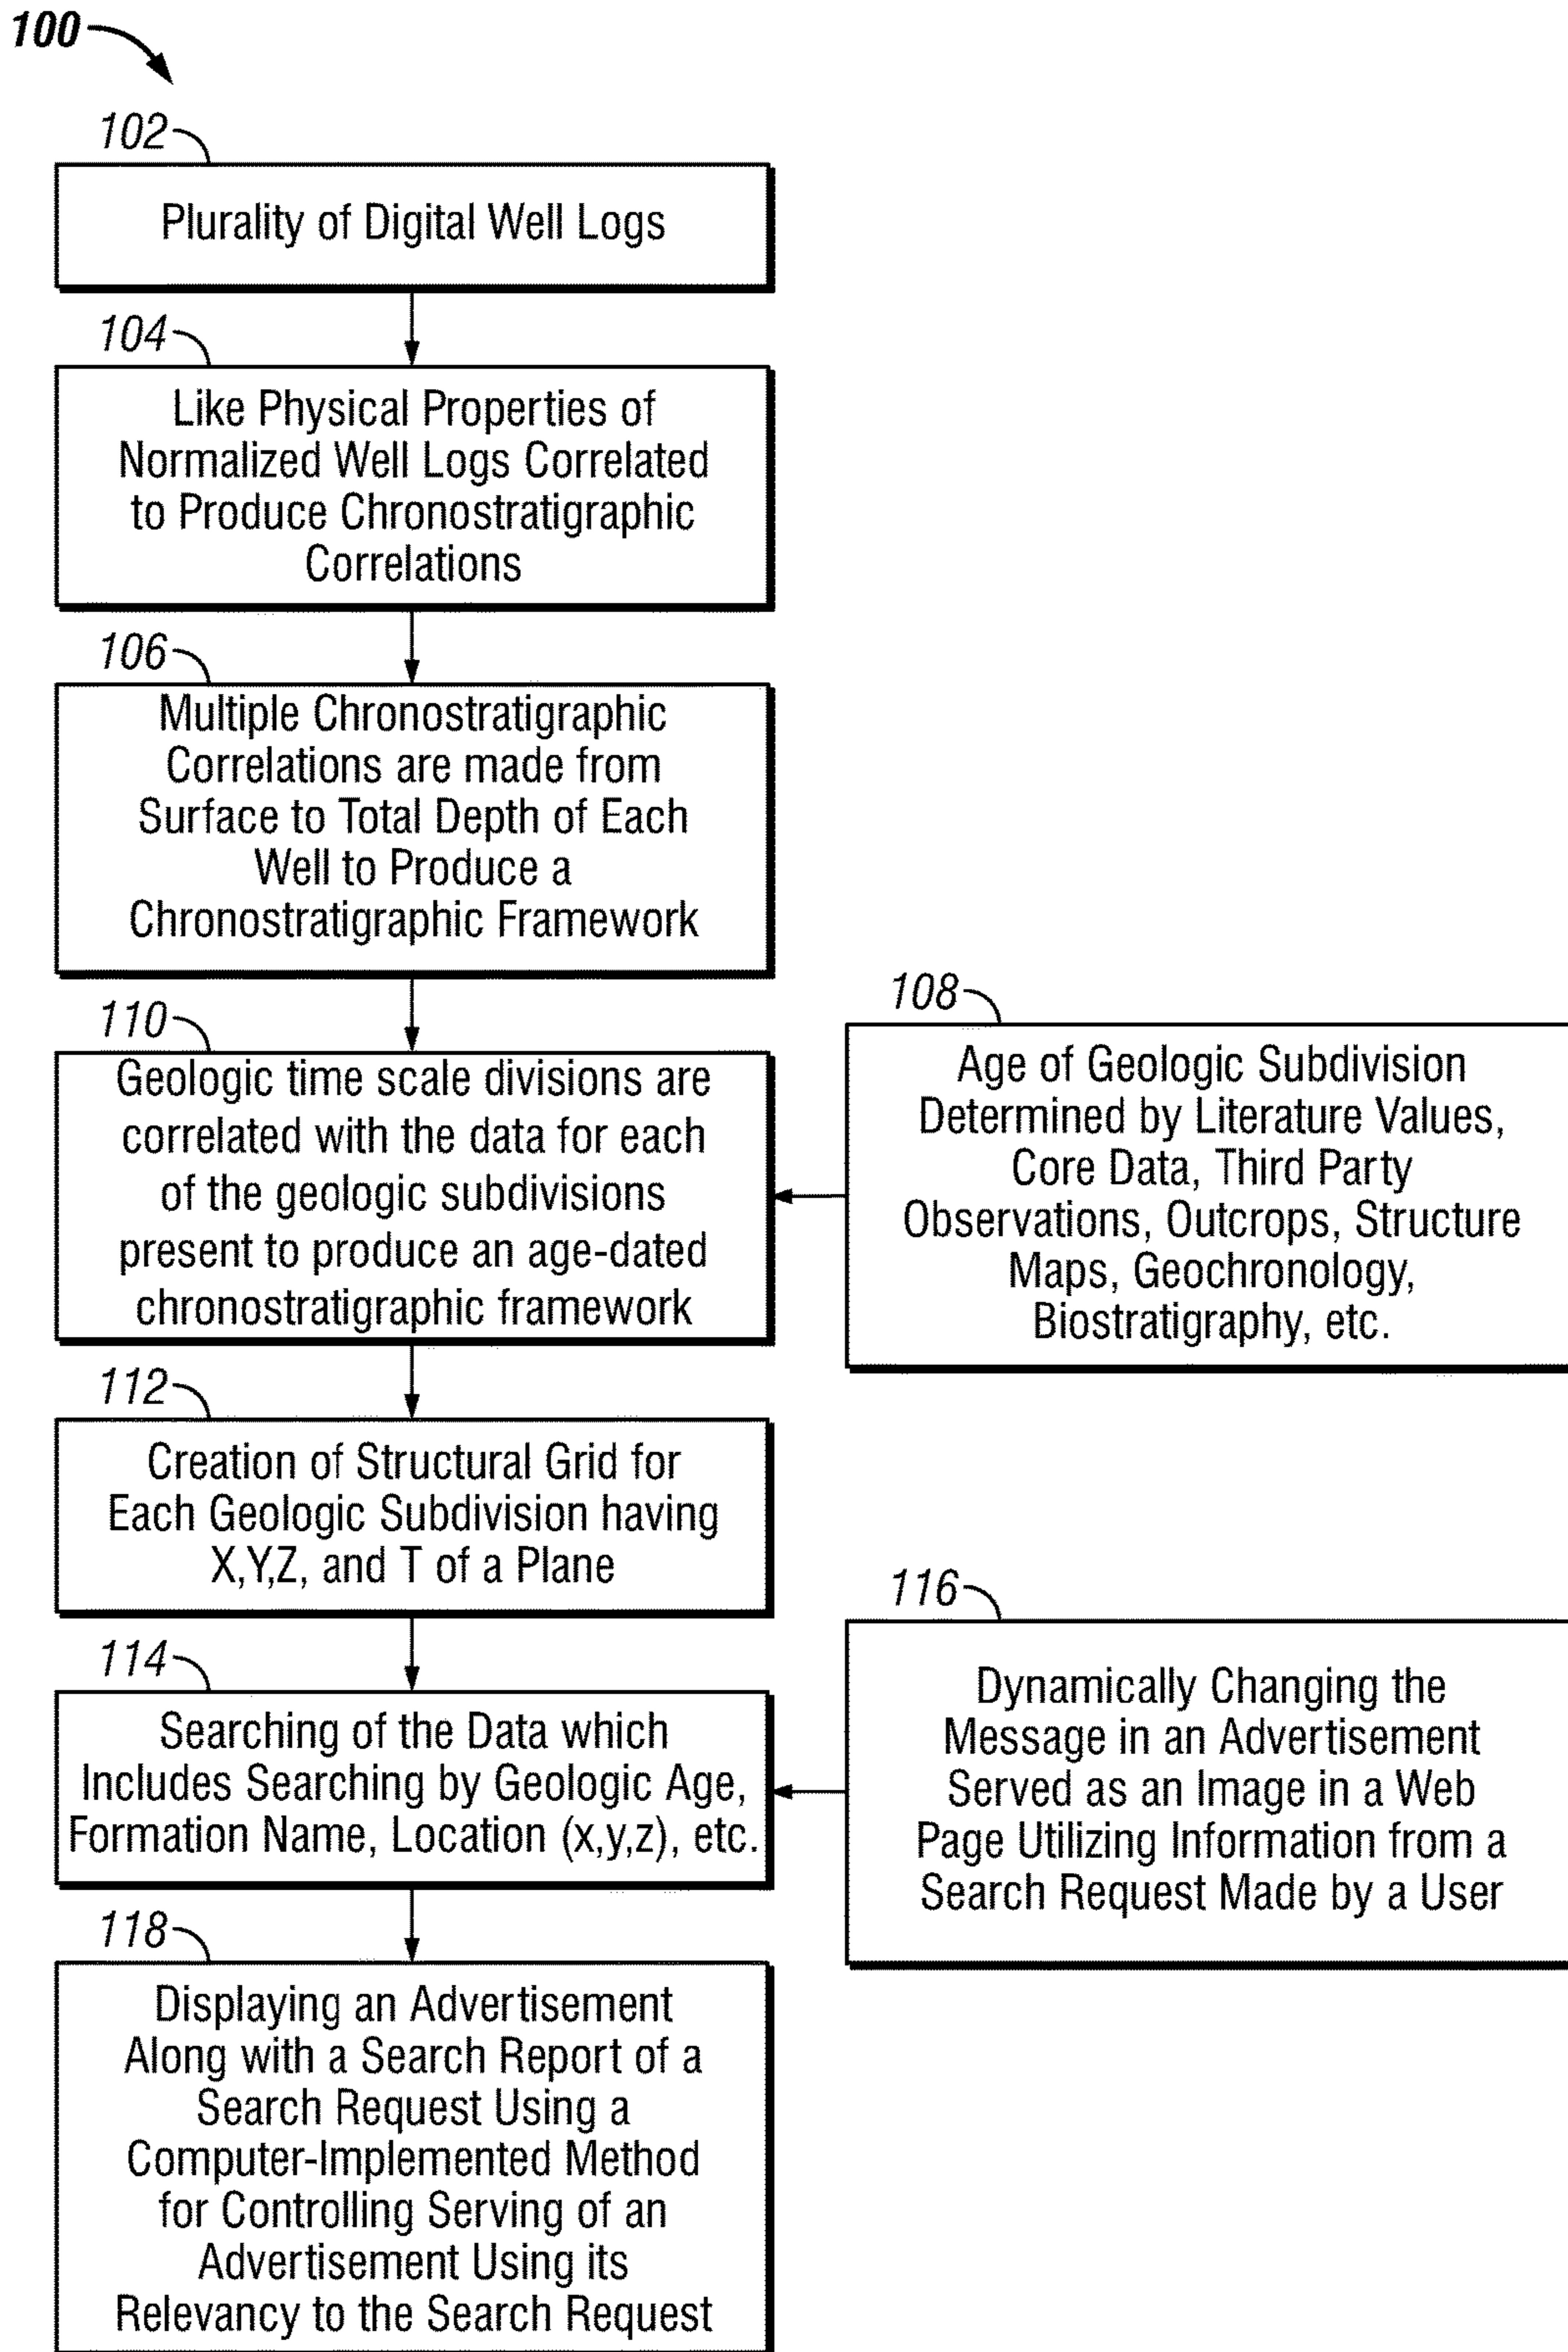 100
102
Plurality of Digital Well Logs
104
Like Physical Properties of
Normalized Well Logs Correlated
to Produce Chronostratigraphic
Correlations
106
Multiple Chronostratigraphic
Correlations are made from
Surface to Total Depth of Each
Well to Produce a
Chronostratigraphic Framework
108
Age of Geologic Subdivision
Determined by Literature Values,
Core Data, Third Party
Observations, Outcrops, Structure
Maps, Geochronology,
Biostratigraphy, etc.
110
Geologic time scale divisions are
correlated with the data for each
of the geologic subdivisions
present to produce an age-dated
chronostratigraphic framework
112
Creation of Structural Grid for
Each Geologic Subdivision having
X,Y,Z, and T of a Plane
114
Searching of the Data which
Includes Searching by Geologic Age,
Formation Name, Location (x,y,z), etc.
116
Dynamically Changing the
Message in an Advertisement
Served as an Image in a Web
Page Utilizing Information from a
Search Request Made by a User
118
Displaying an Advertisement
Along with a Search Report of a
Search Request Using a
Computer-Implemented Method
for Controlling Serving of an
Advertisement Using its
Relevancy to the Search Request